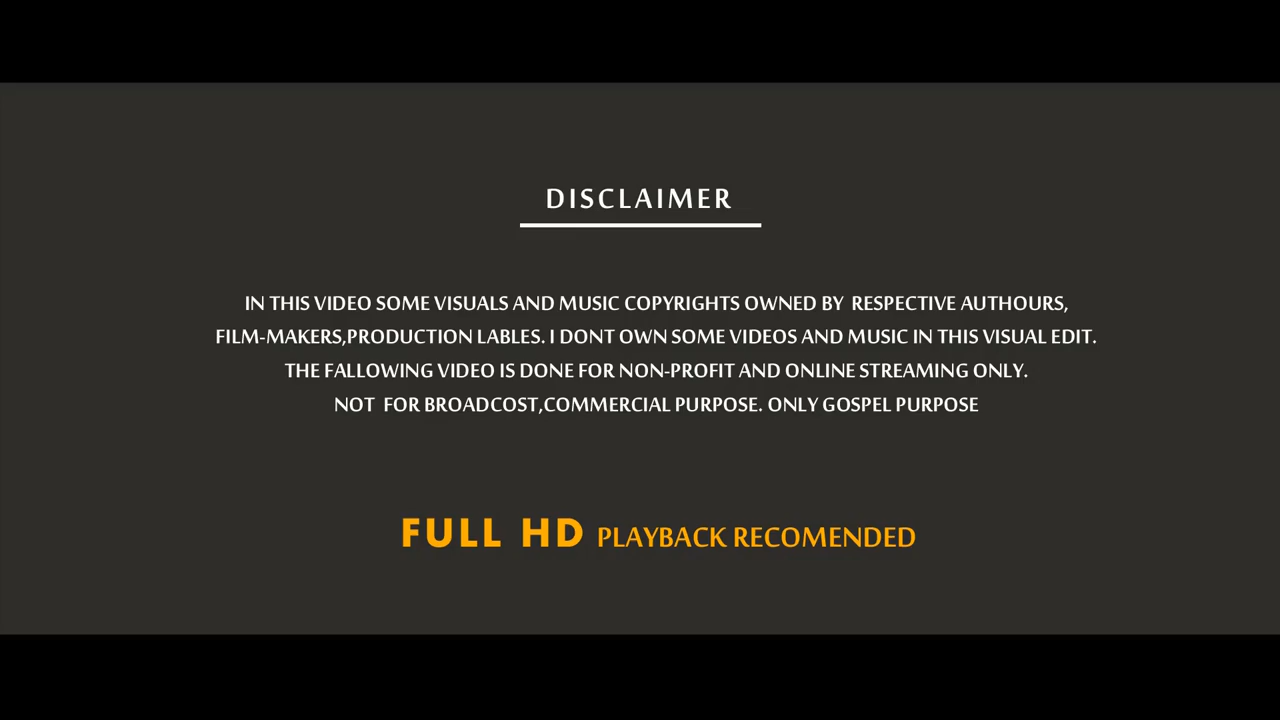 DISCLAIMER
IN THIS VIDEO SOME VISUALS AND MUSIC COPYRIGHTS OWNED BY RESPECTIVE AUTHOURS,
FILM-MAKERS,PRODUCTION LABLES. I DONT OWN SOME VIDEOS AND MUSIC IN THIS VISUAL EDIT.
THE FALLOWING VIDEO IS DONE FOR NON-PROFIT AND ONLINE STREAMING ONLY.
NOT FOR BROADCOST,COMMERCIAL PURPOSE. ONLY GOSPEL PURPOSE
FULL HD PLAYBACK RECOMENDED